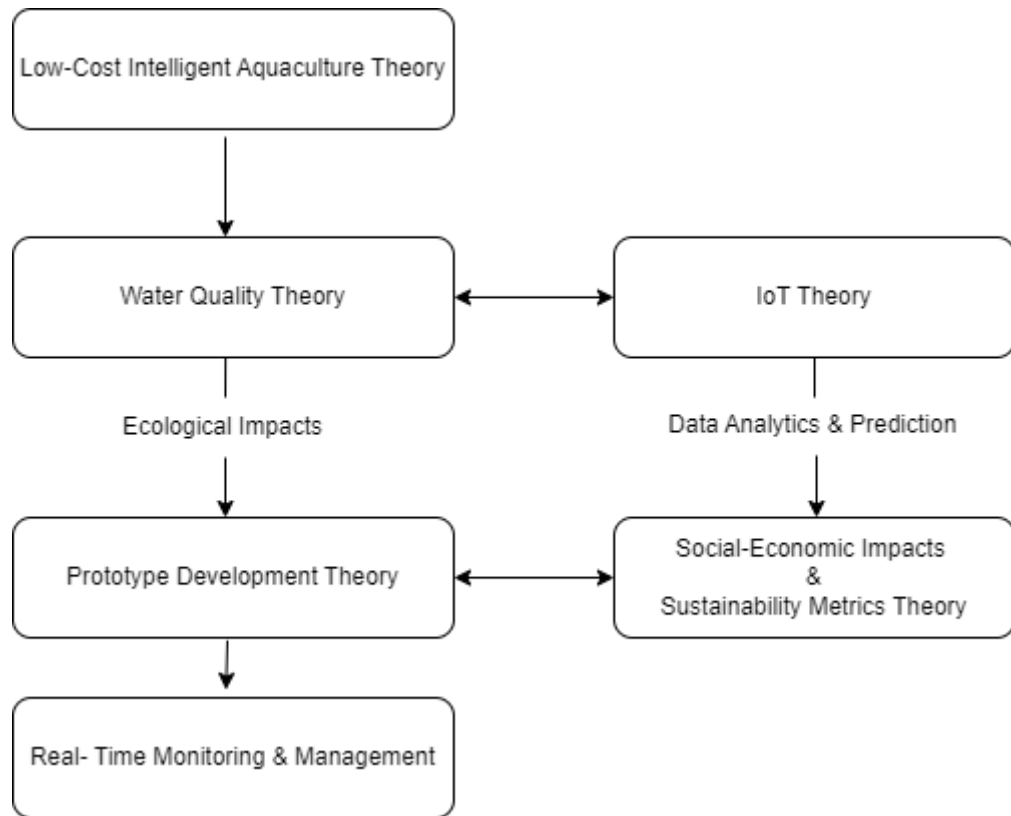 Low-Cost Intelligent Aquaculture Theory
Water Quality Theory
IoT Theory
Ecological Impacts
Data Analytics & Prediction
Prototype Development Theory
Social-Economic Impacts
&
Sustainability Metrics Theory
Real- Time Monitoring & Management